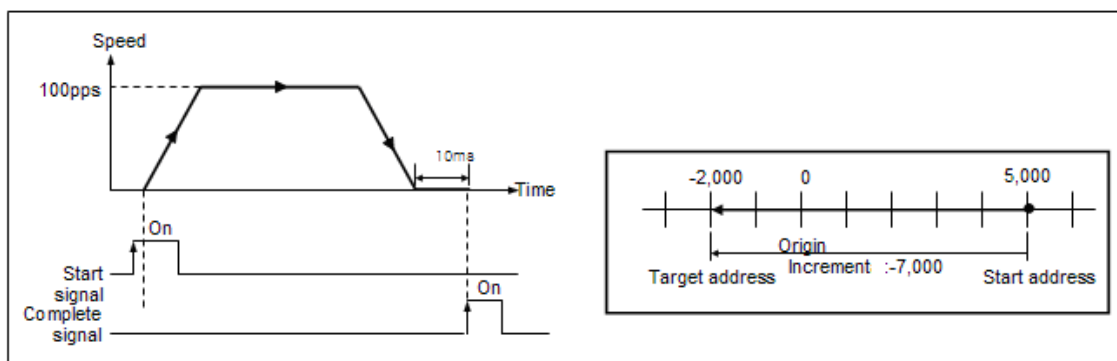 Speed
100pps
10ms
Time
On
Start
signal
On
Complete
signal
-2,000
0
5,000
Origin
Increment :-7,000
Target address
Start address